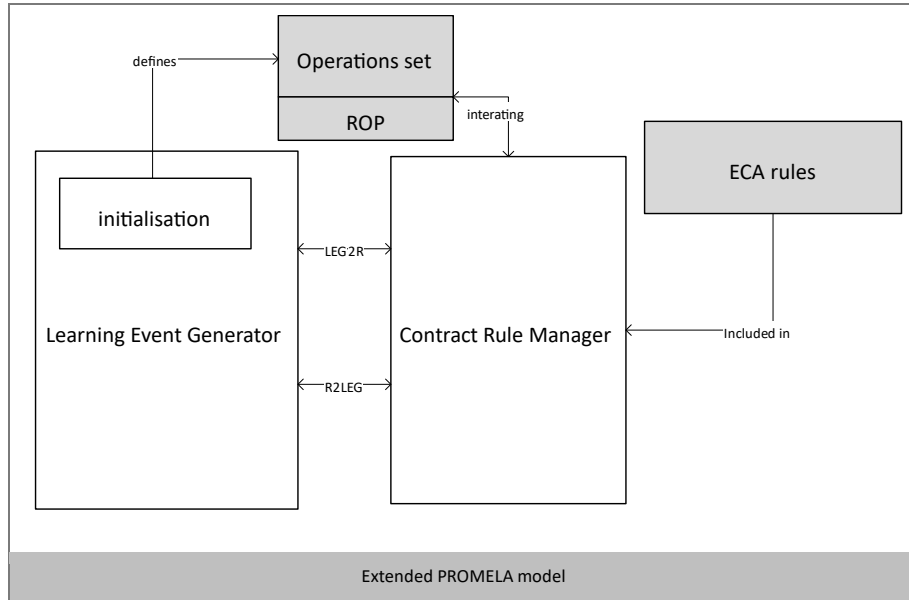 Operations set
defines
ROP
interating
ECA rules
initialisation
LEG2R
Learning Event Generator
Contract Rule Manager
Included in
R2LEG
Extended PROMELA model